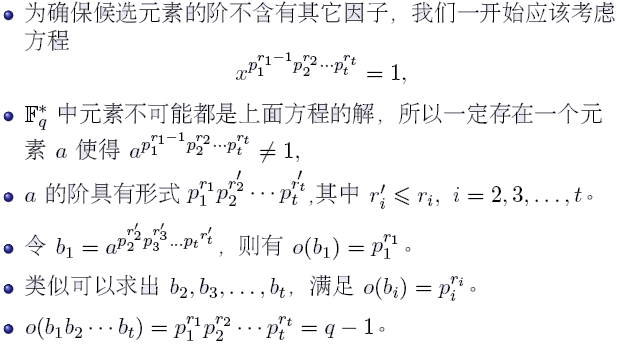 • 为确保候选元素的阶不含有其它因子，我们一开始应该考虑
方程
$x^{p_1^{r_1-1}p_2^{r_2}\cdots p_t^{r_t}} = 1,$
• $\mathbb{F}_q^*$ 中元素不可能都是上面方程的解，所以一定存在一个元
素 $a$ 使得 $a^{p_1^{r_1-1}p_2^{r_2}\cdots p_t^{r_t}} \neq 1,$
• $a$ 的阶具有形式 $p_1^{r_1}p_2^{r_2'}\cdots p_t^{r_t'}$,其中 $r_i' \leqslant r_i,\ i = 2, 3, \ldots, t$。
• 令 $b_1 = a^{p_2^{r_2'}p_3^{r_3'}\cdots p_t{}^{r_t'}}$，则有 $o(b_1) = p_1^{r_1}$。
• 类似可以求出 $b_2, b_3, \ldots, b_t$，满足 $o(b_i) = p_i^{r_i}$。
• $o(b_1b_2\cdots b_t) = p_1^{r_1}p_2^{r_2}\cdots p_t^{r_t} = q - 1$。